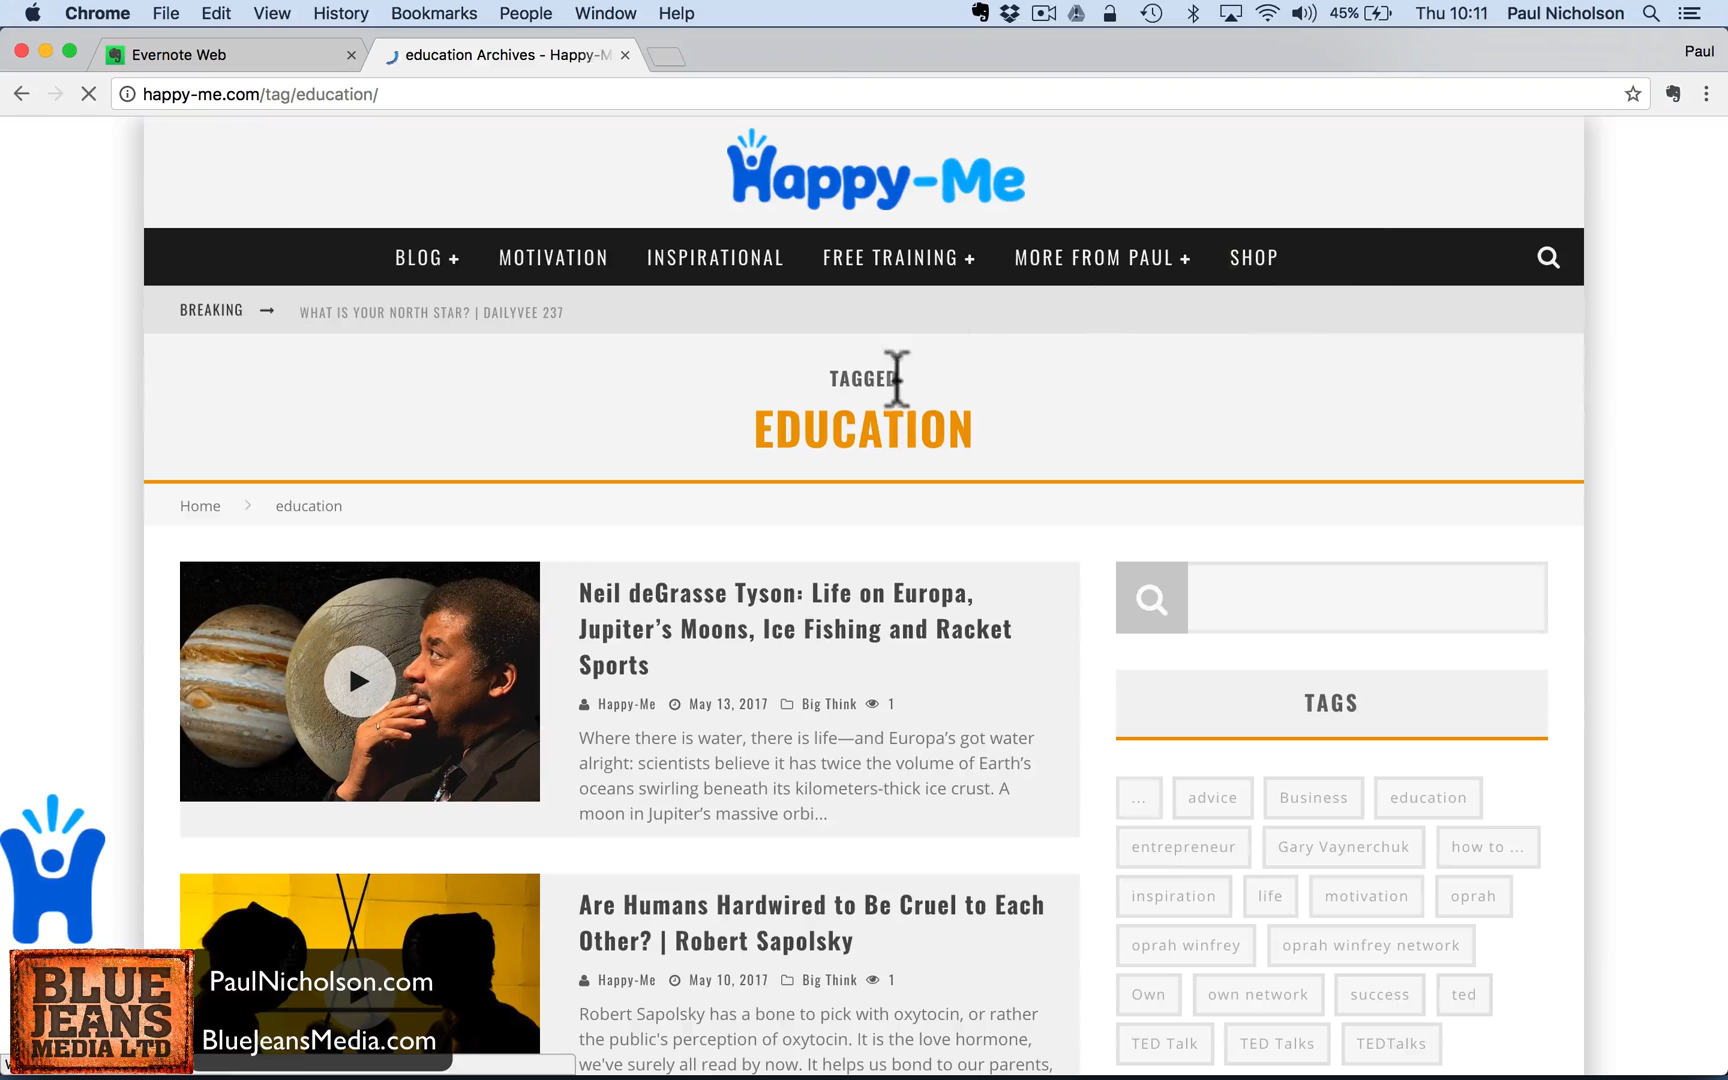 Chrome File Edit View History Bookmarks People Window Help 45% Thu 10:11 Paul Nicholson
Evernote Web education Archives - Happy-M Paul
happy-me.com/tag/education/
Happy-Me
BLOG + MOTIVATION INSPIRATIONAL FREE TRAINING + MORE FROM PAUL + SHOP
BREAKING WHAT IS YOUR NORTH STAR? | DAILYVEE 237
TAGGED
EDUCATION
Home education
Neil deGrasse Tyson: Life on Europa,
Jupiter's Moons, Ice Fishing and Racket
Sports
Happy-Me May 13, 2017 Big Think 1
Where there is water, there is life—and Europa's got water
alright: scientists believe it has twice the volume of Earth's
oceans swirling beneath its kilometers-thick ice crust. A
moon in Jupiter's massive orbi...
Are Humans Hardwired to Be Cruel to Each
Other? | Robert Sapolsky
Happy-Me May 10, 2017 Big Think 1
Robert Sapolsky has a bone to pick with oxytocin, or rather
the public's perception of oxytocin. It is the love hormone,
we've surely all read by now. It helps us bond to our parents,
TAGS
... advice Business education
entrepreneur Gary Vaynerchuk how to ...
inspiration life motivation oprah
oprah winfrey oprah winfrey network
Own own network success ted
TED Talk TED Talks TEDTalks
BLUE
JEANS
MEDIA LTD
PaulNicholson.com
BlueJeansMedia.com